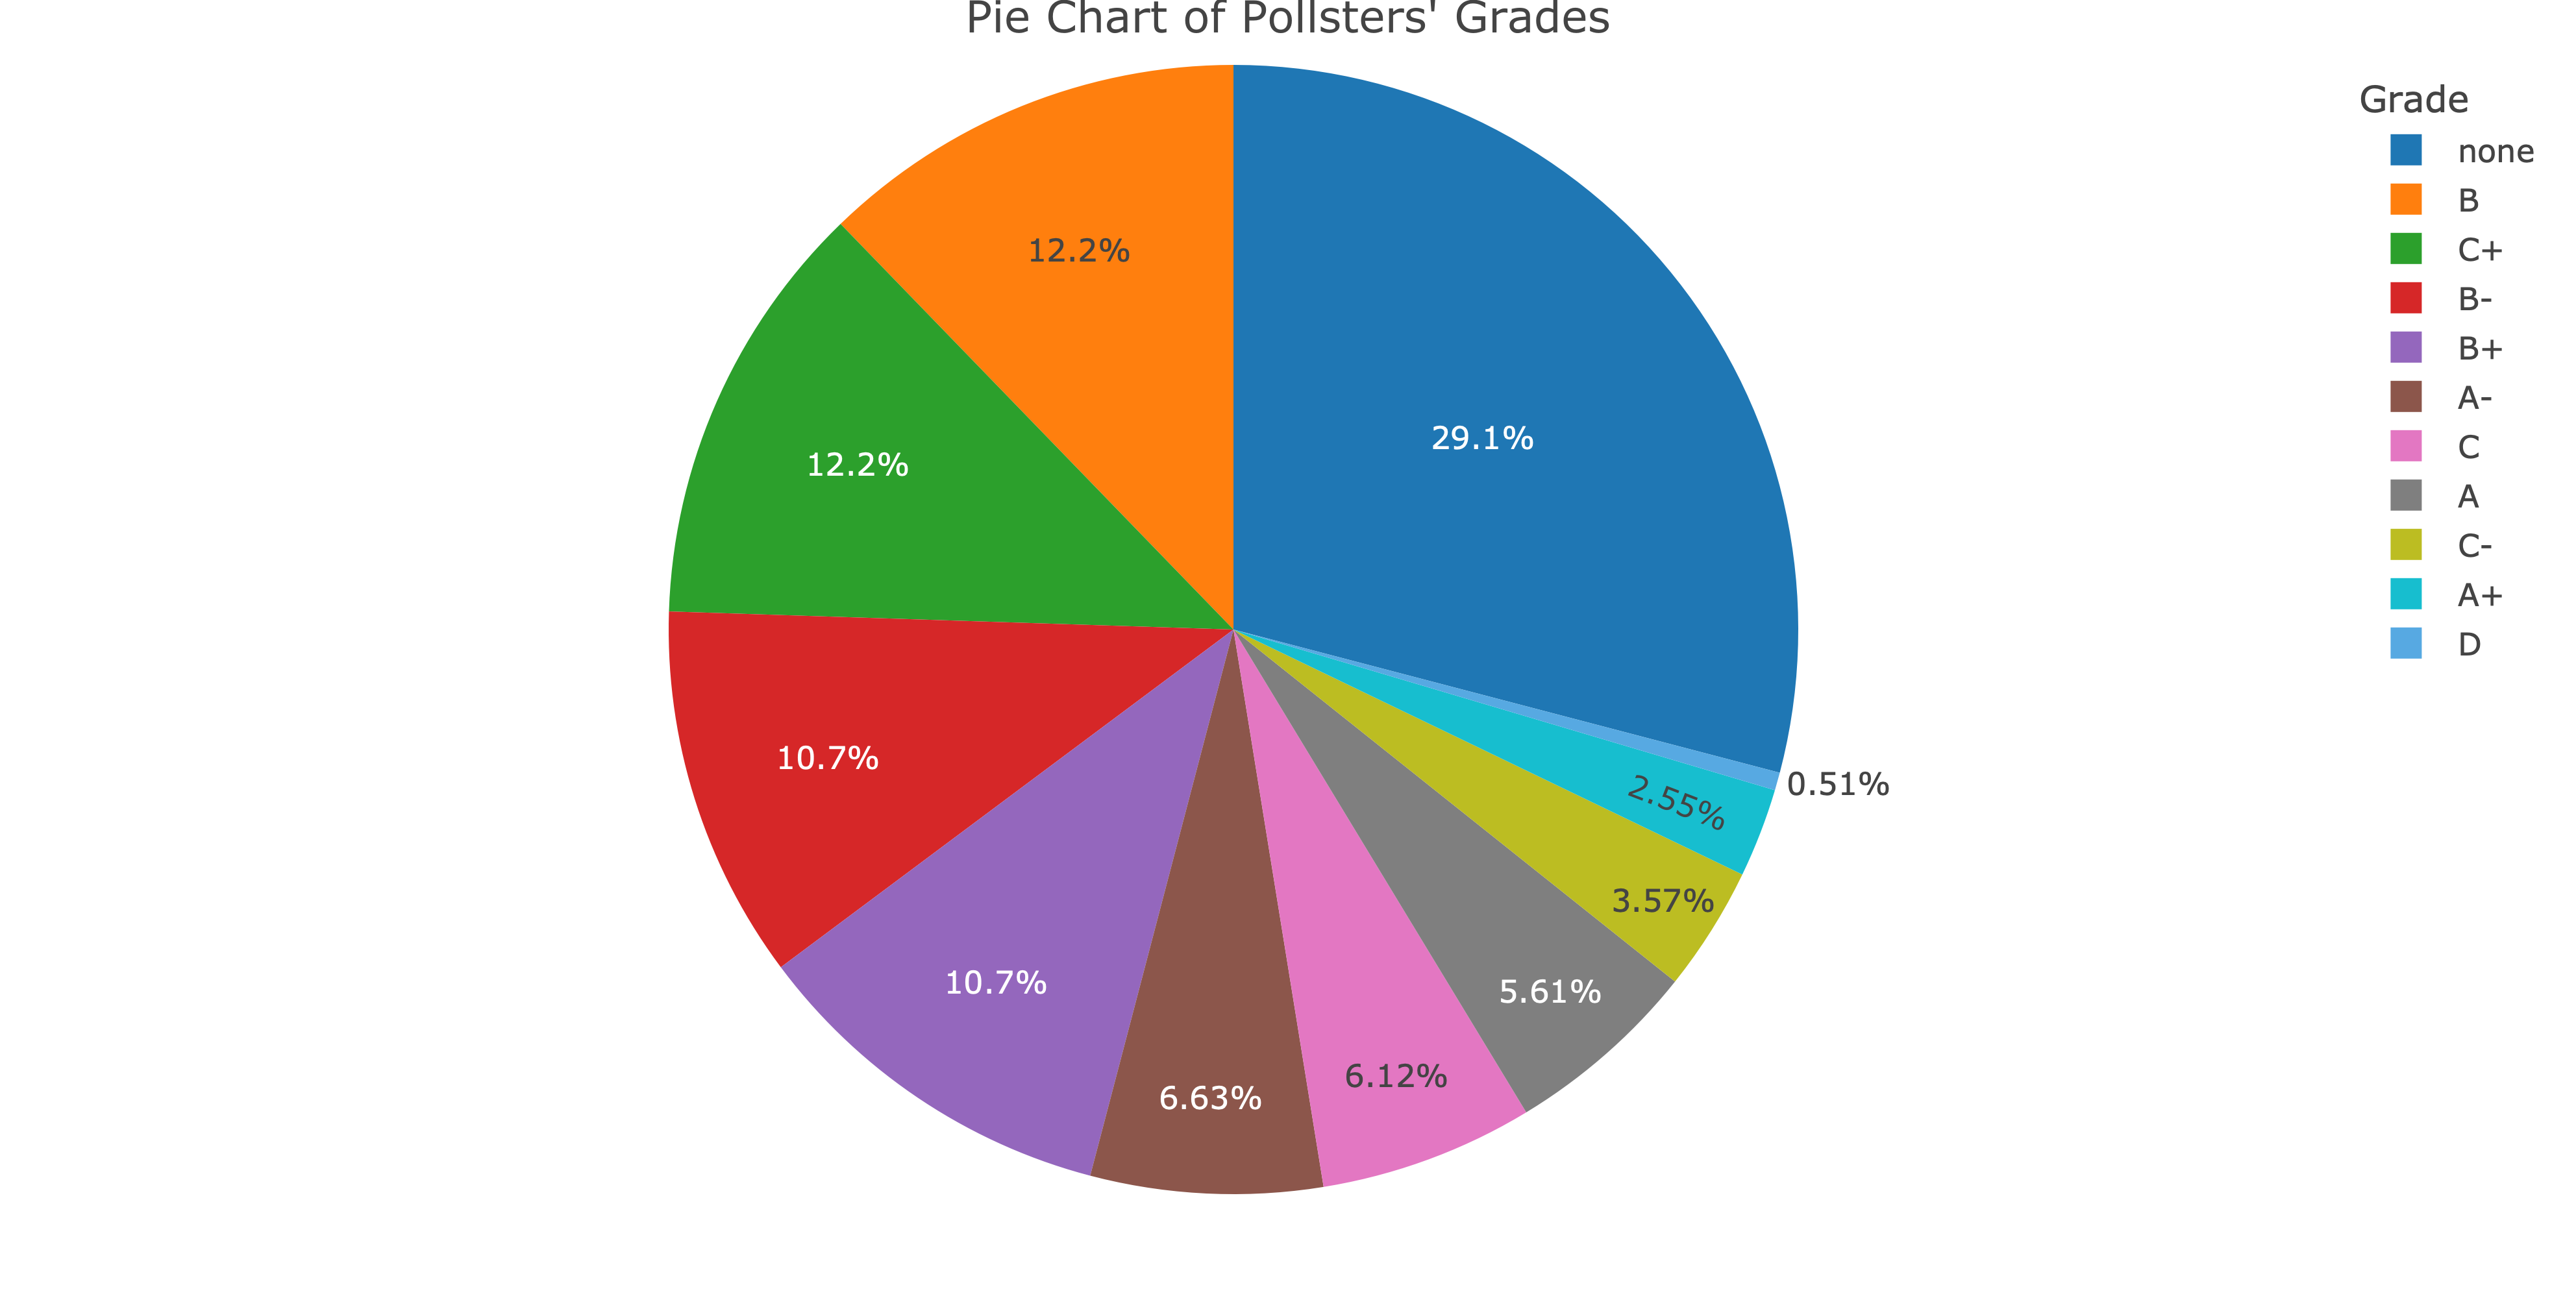 Pie Chart of Pollsters' Grades
Grade
none
B
C+
B-
B+
A-
C
A
C-
A+
D
12.2%
29.1%
12.2%
10.7%
0.51%
2.55%
3.57%
10.7%
5.61%
6.12%
6.63%